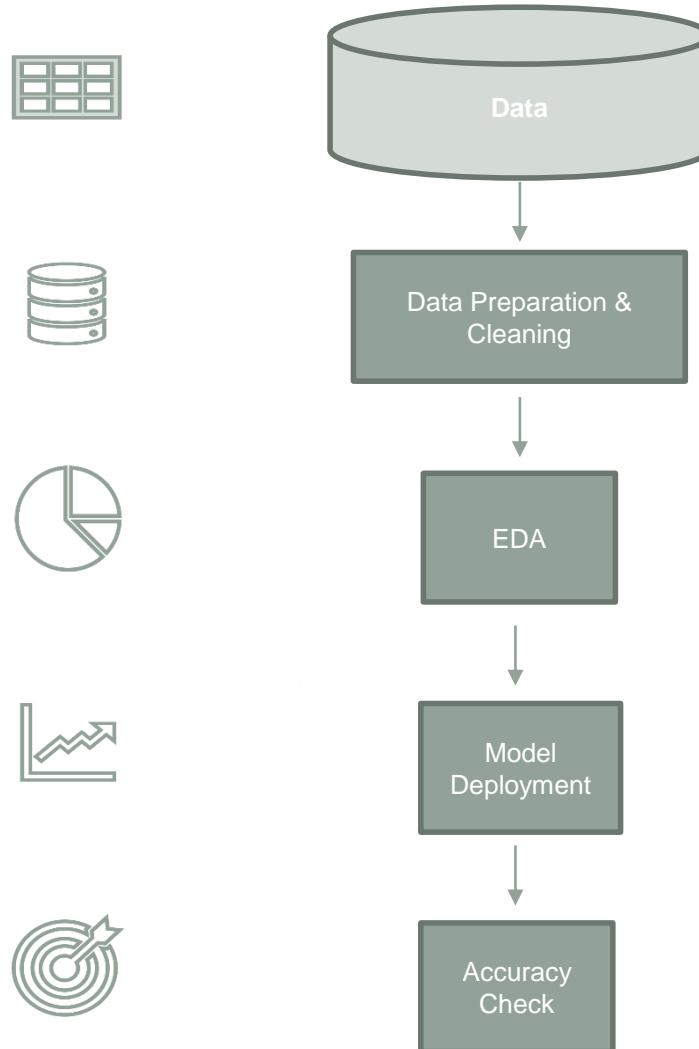 Data
Data Preparation &
Cleaning
EDA
Model
Deployment
Accuracy
Check